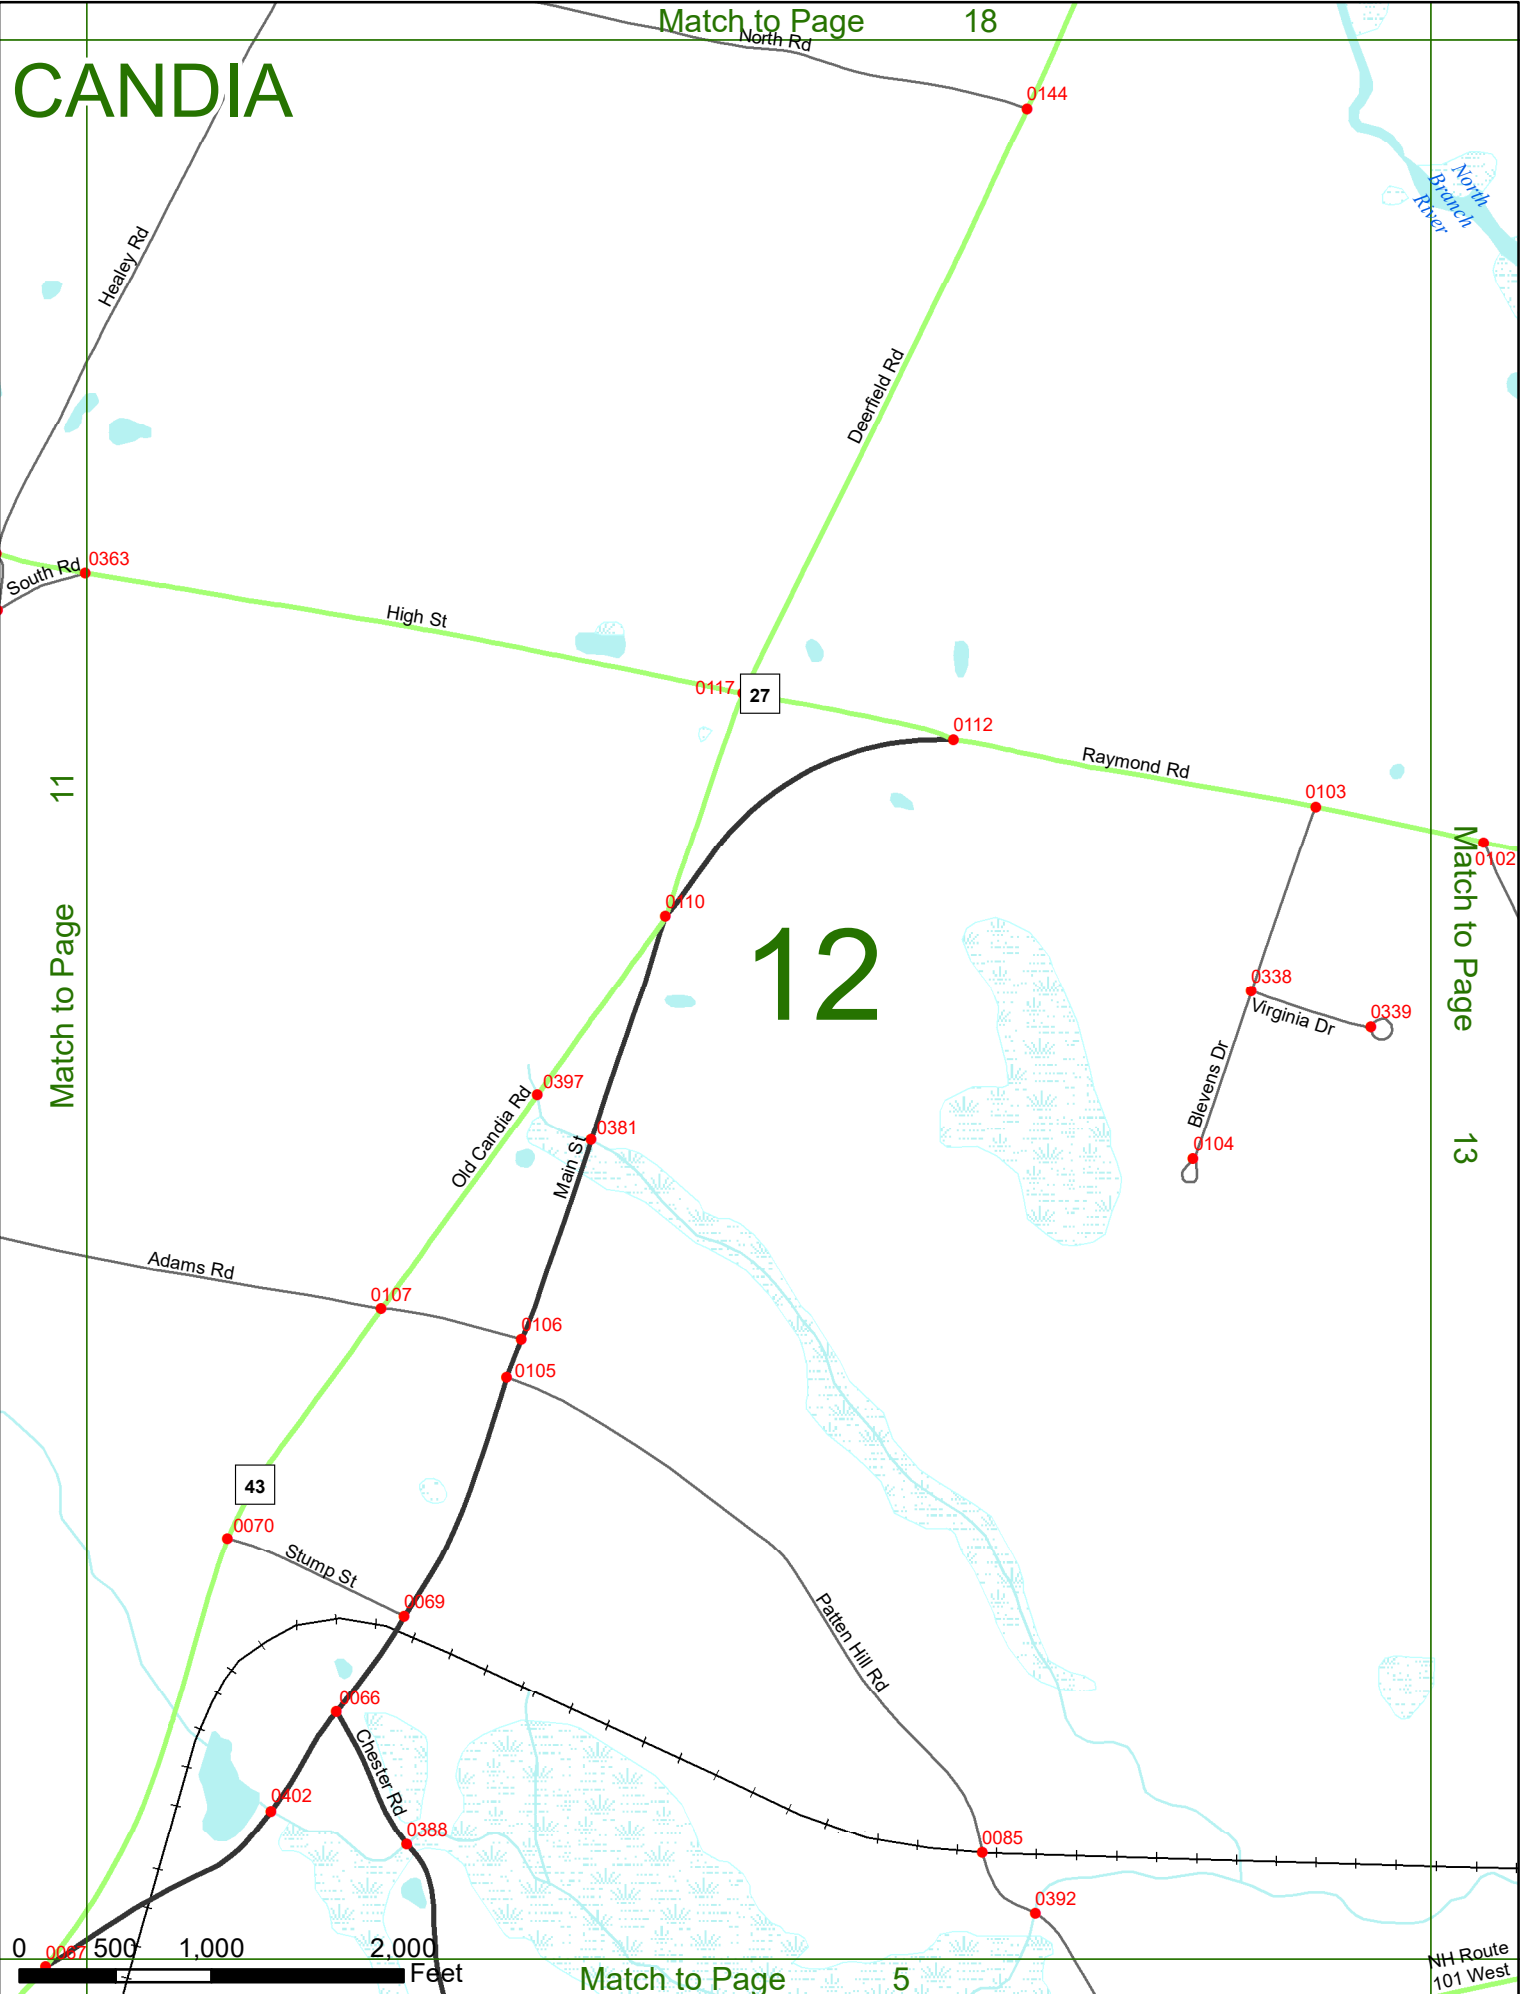 Match to Page 18
North Rd
CANDIA
0144
North
Branch
River
Healey Rd
Deerfield Rd
0363
South Rd
High St
0117
27
0112
Raymond Rd
0103
0102
Match to Page 11
Match to Page 13
0110
12
0338
Virginia Dr
0339
Blevens Dr
0104
0397
Old Candia Rd
0381
Main St
Adams Rd
0107
0106
0105
43
0070
Stump St
0069
Patten Hill Rd
0066
Chester Rd
0402
0388
0085
0392
0067
0 500 1,000 2,000
Feet
Match to Page 5
NH Route
101 West